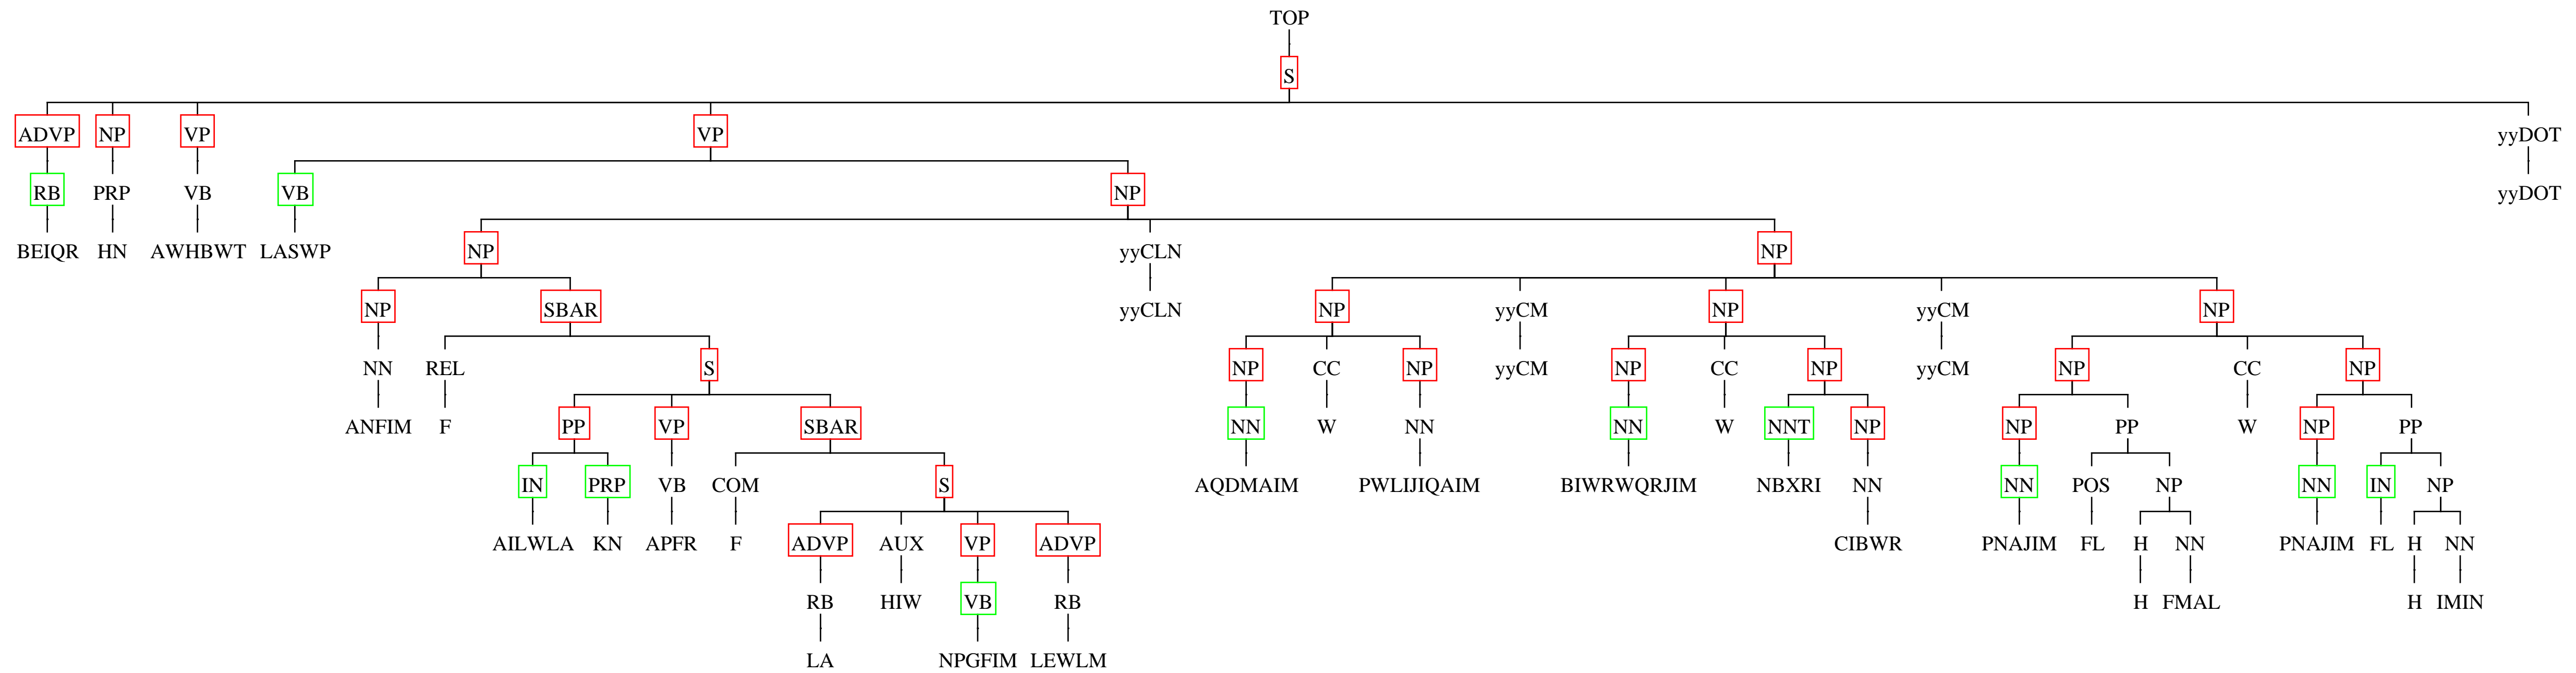 TOP
S
ADVP NP VP VP yyDOT
RB PRP VB VB NP yyDOT
BEIQR HN AWHBWT LASWP NP yyCLN NP
NP SBAR yyCLN NP yyCM NP yyCM NP
NN REL S NP CC NP yyCM NP CC NP yyCM NP CC NP
ANFIM F PP VP SBAR NN W NN NN W NNT NP NP PP W NP PP
IN PRP VB COM S AQDMAIM PWLIJIQAIM BIWRWQRJIM NBXRI NN NN POS NP NN IN NP
AILWLA KN APFR F ADVP AUX VP ADVP CIBWR PNAJIM FL H NN PNAJIM FL H NN
RB HIW VB RB H FMAL H IMIN
LA NPGFIM LEWLM